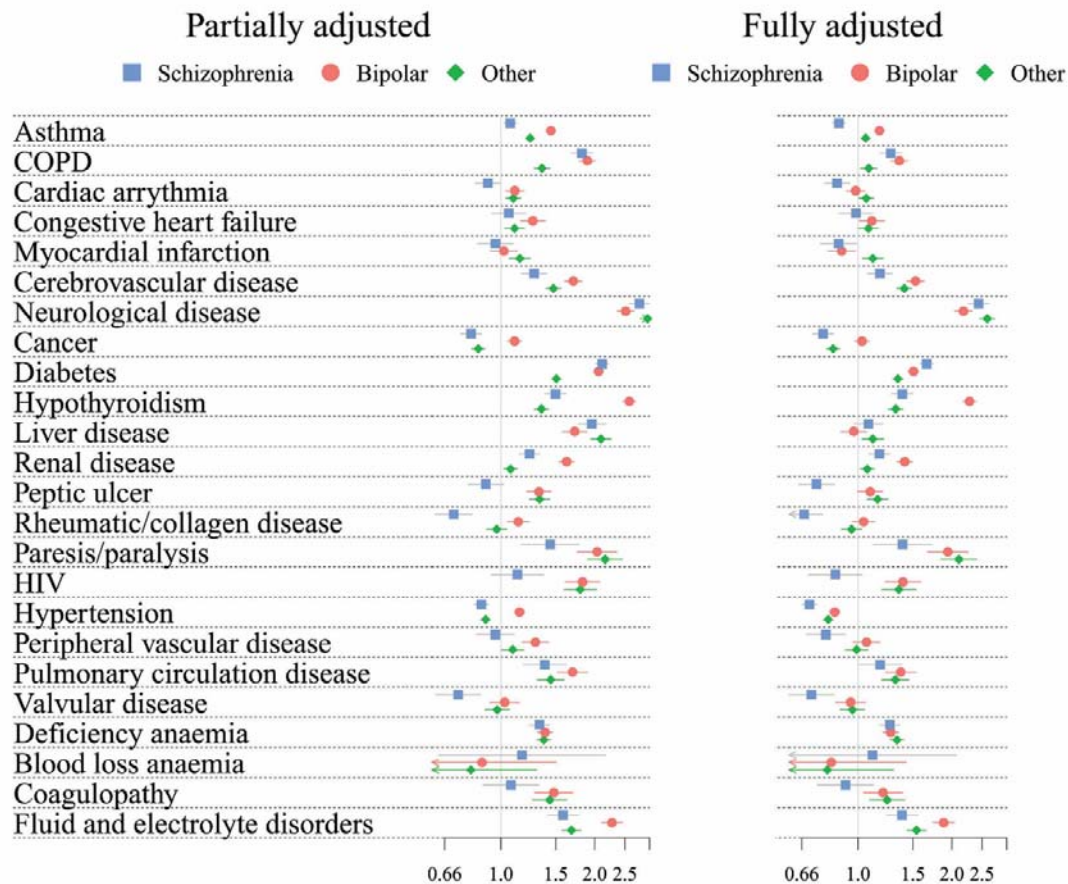 Partially adjusted
Fully adjusted
Schizophrenia Bipolar Other
Schizophrenia Bipolar Other
Asthma
COPD
Cardiac arrythmia
Congestive heart failure
Myocardial infarction
Cerebrovascular disease
Neurological disease
Cancer
Diabetes
Hypothyroidism
Liver disease
Renal disease
Peptic ulcer
Rheumatic/collagen disease
Paresis/paralysis
HIV
Hypertension
Peripheral vascular disease
Pulmonary circulation disease
Valvular disease
Deficiency anaemia
Blood loss anaemia
Coagulopathy
Fluid and electrolyte disorders
0.66 1.0 1.5 2.0 2.5
0.66 1.0 1.5 2.0 2.5